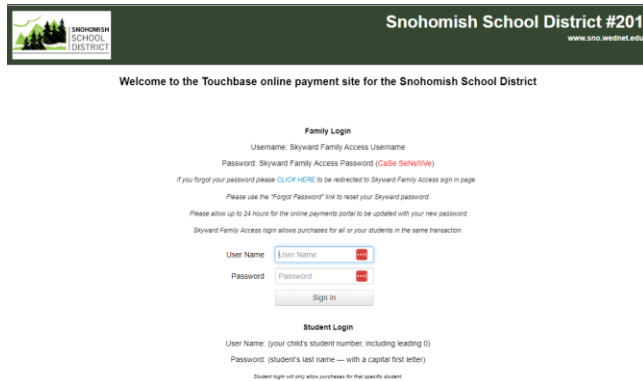 SNOHOMISH
SCHOOL
DISTRICT
Snohomish School District #201
www.sno.wednet.edu
Welcome to the Touchbase online payment site for the Snohomish School District
Family Login
Username: Skyward Family Access Username
Password: Skyward Family Access Password (CaSe SeNsitiVe)
If you forgot your password please CLICK HERE to be redirected to Skyward Family Access sign in page.
Please use the "Forgot Password" link to reset your Skyward password.
Please allow up to 24 hours for the online payments portal to be updated with your new password.
Skyward Family Access login allows purchases for all or your students in the same transaction.
User Name User Name
Password Password
Sign In
Student Login
User Name: (your child's student number, including leading 0)
Password: (student's last name — with a capital first letter)
Student login will only allow purchases for that specific student